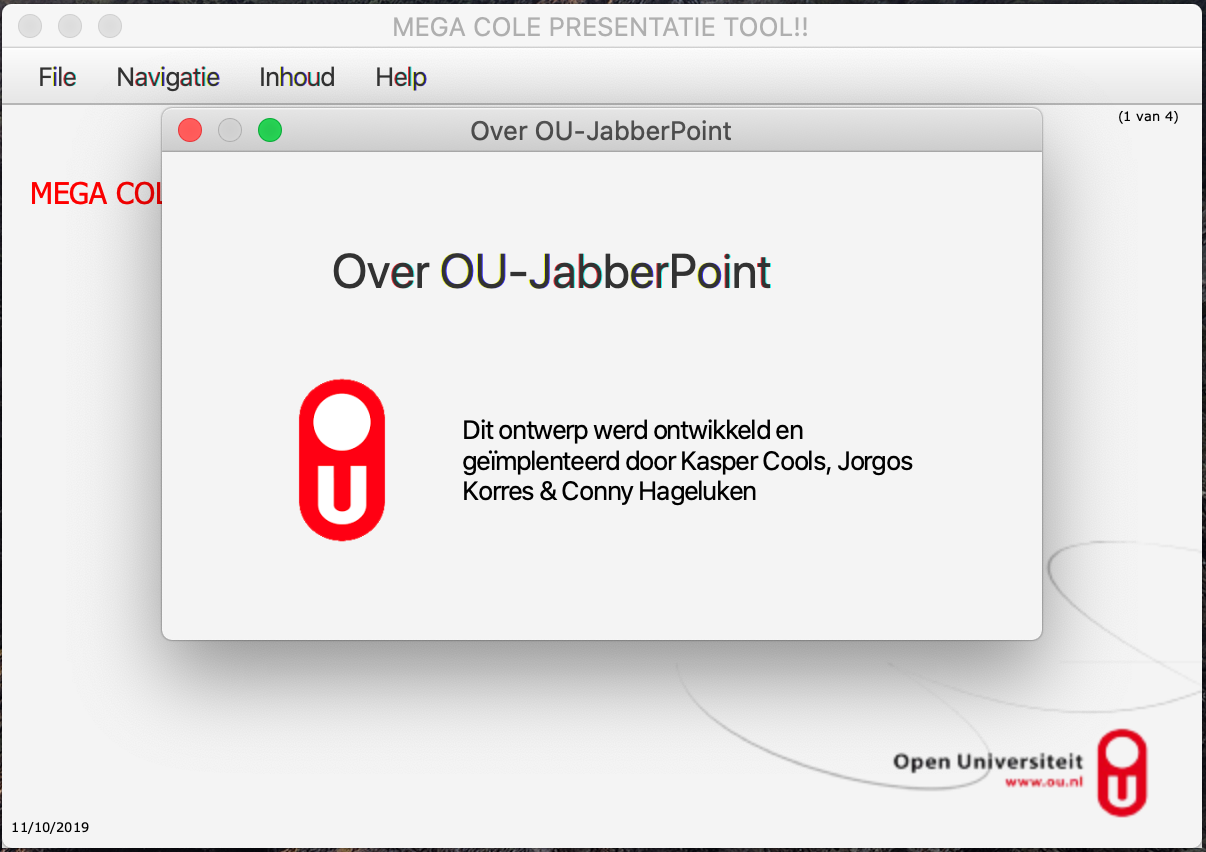 MEGA COLE PRESENTATIE TOOL!!
File Navigatie Inhoud Help
Over OU-JabberPoint
(1 van 4)
MEGA COL
Over OU-JabberPoint
U
Dit ontwerp werd ontwikkeld en
geïmplenteerd door Kasper Cools, Jorgos
Korres & Conny Hageluken
Open Universiteit
www.ou.nl
U
11/10/2019